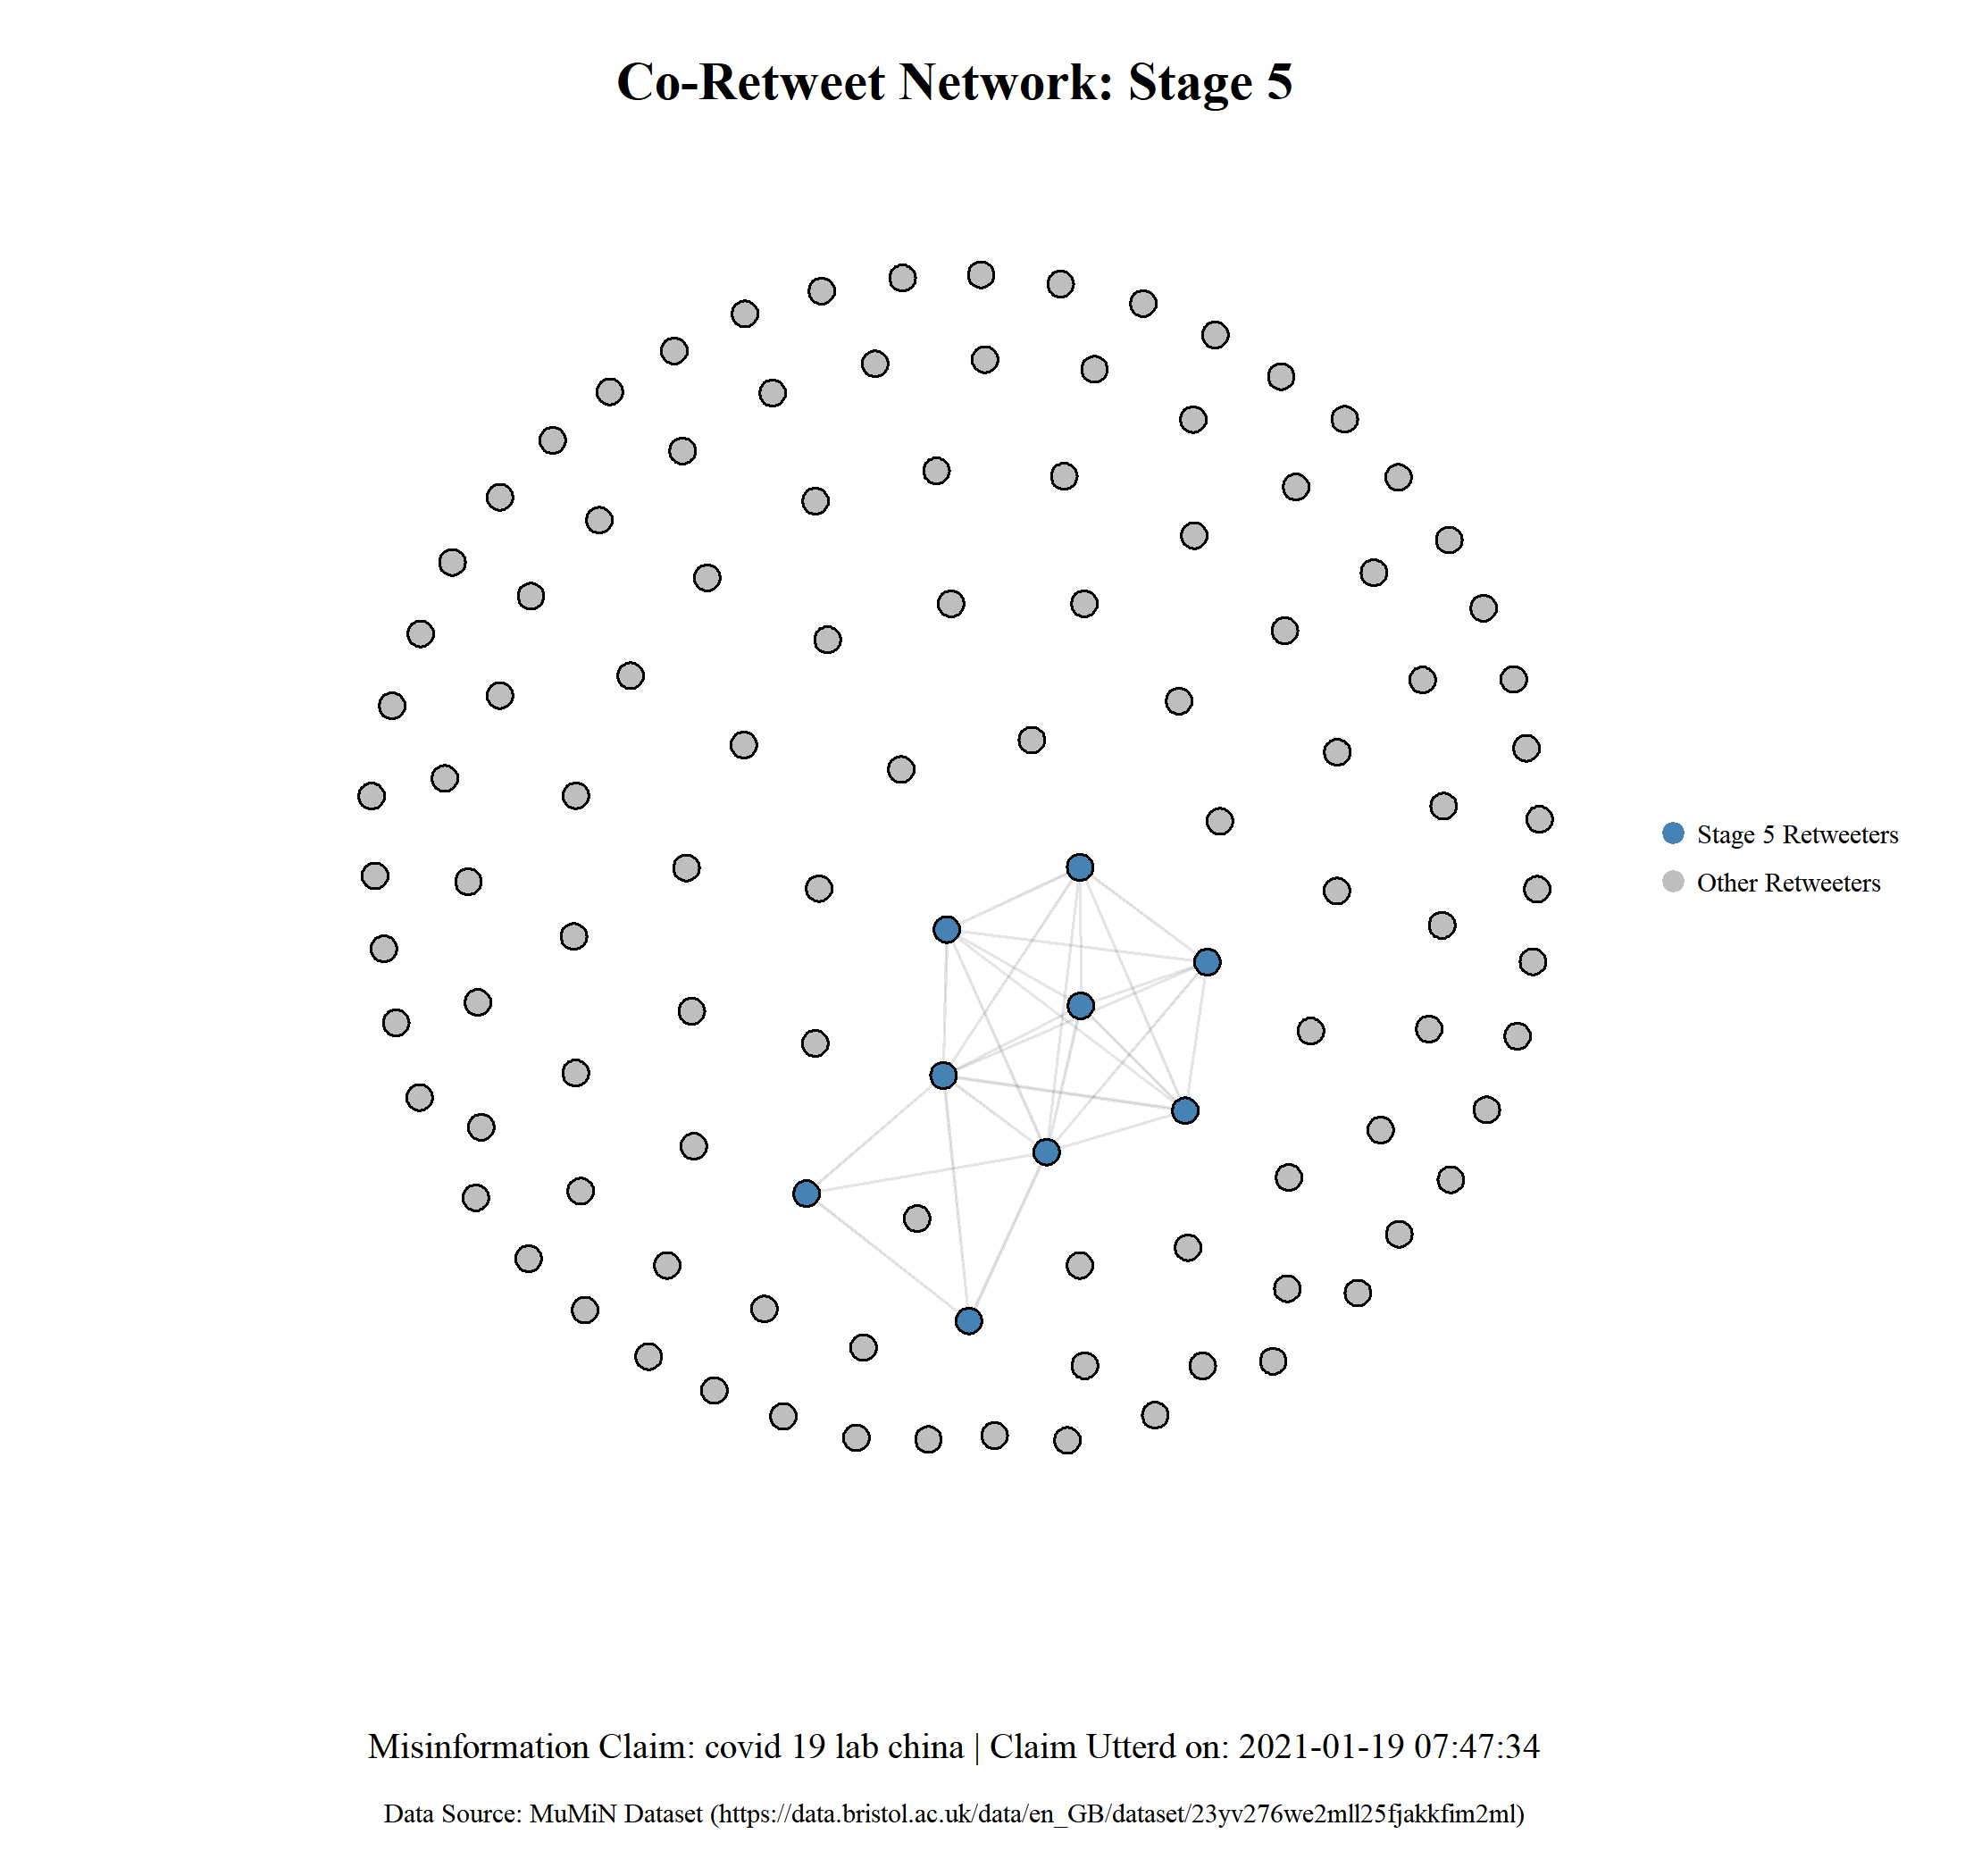 Co-Retweet Network: Stage 5
Stage 5 Retweeters
Other Retweeters
Misinformation Claim: covid 19 lab china | Claim Utterd on: 2021-01-19 07:47:34
Data Source: MuMiN Dataset (https://data.bristol.ac.uk/data/en_GB/dataset/23yv276we2mll25fjakkfim2ml)